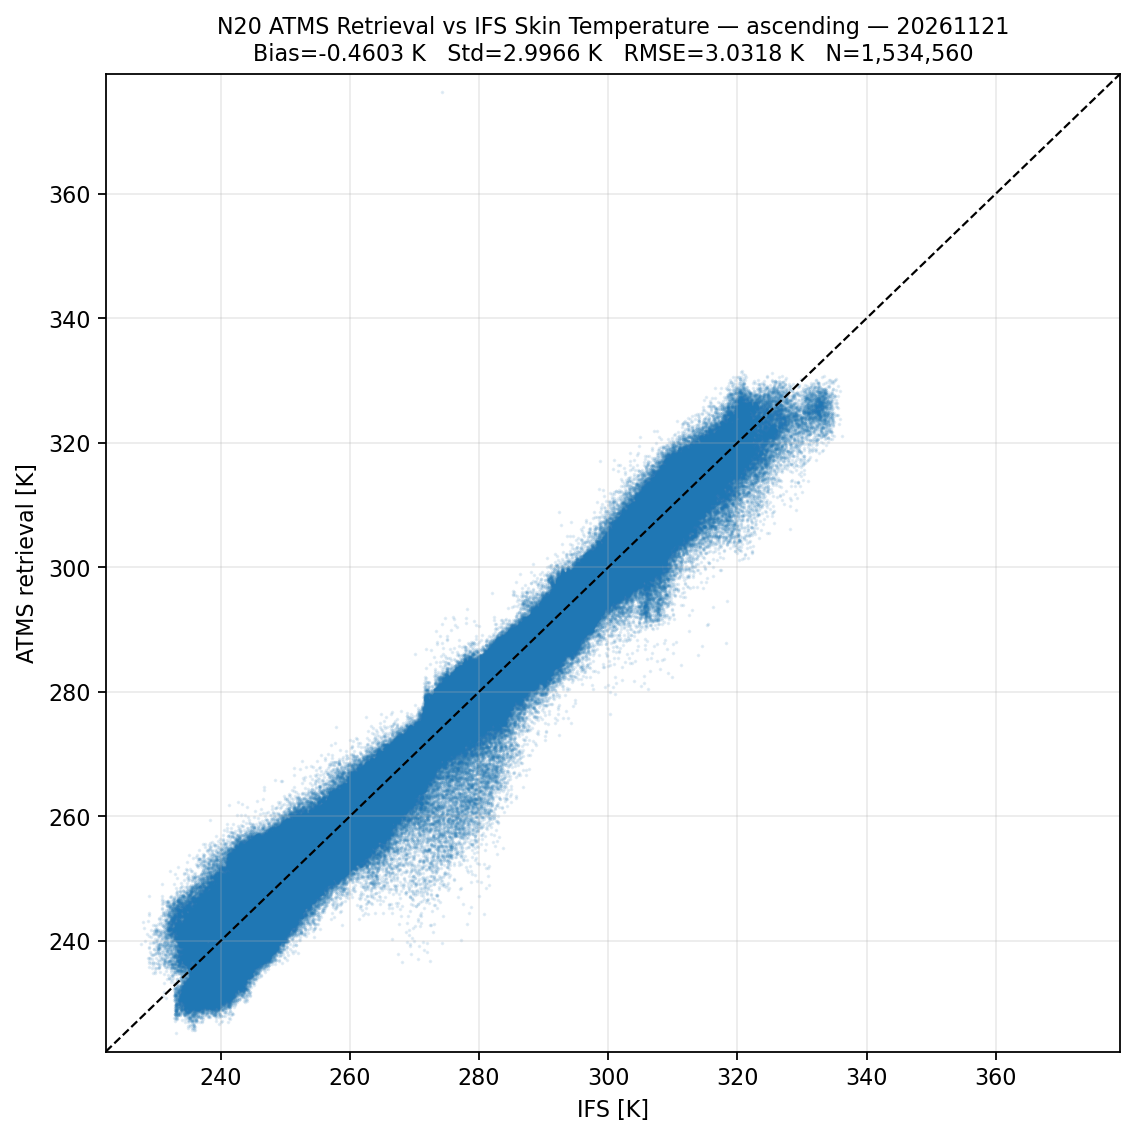 N20 ATMS Retrieval vs IFS Skin Temperature — ascending — 20261121
Bias=-0.4603 K   Std=2.9966 K   RMSE=3.0318 K   N=1,534,560
ATMS retrieval [K]
360
340
320
300
280
260
240
240 260 280 300 320 340 360
IFS [K]